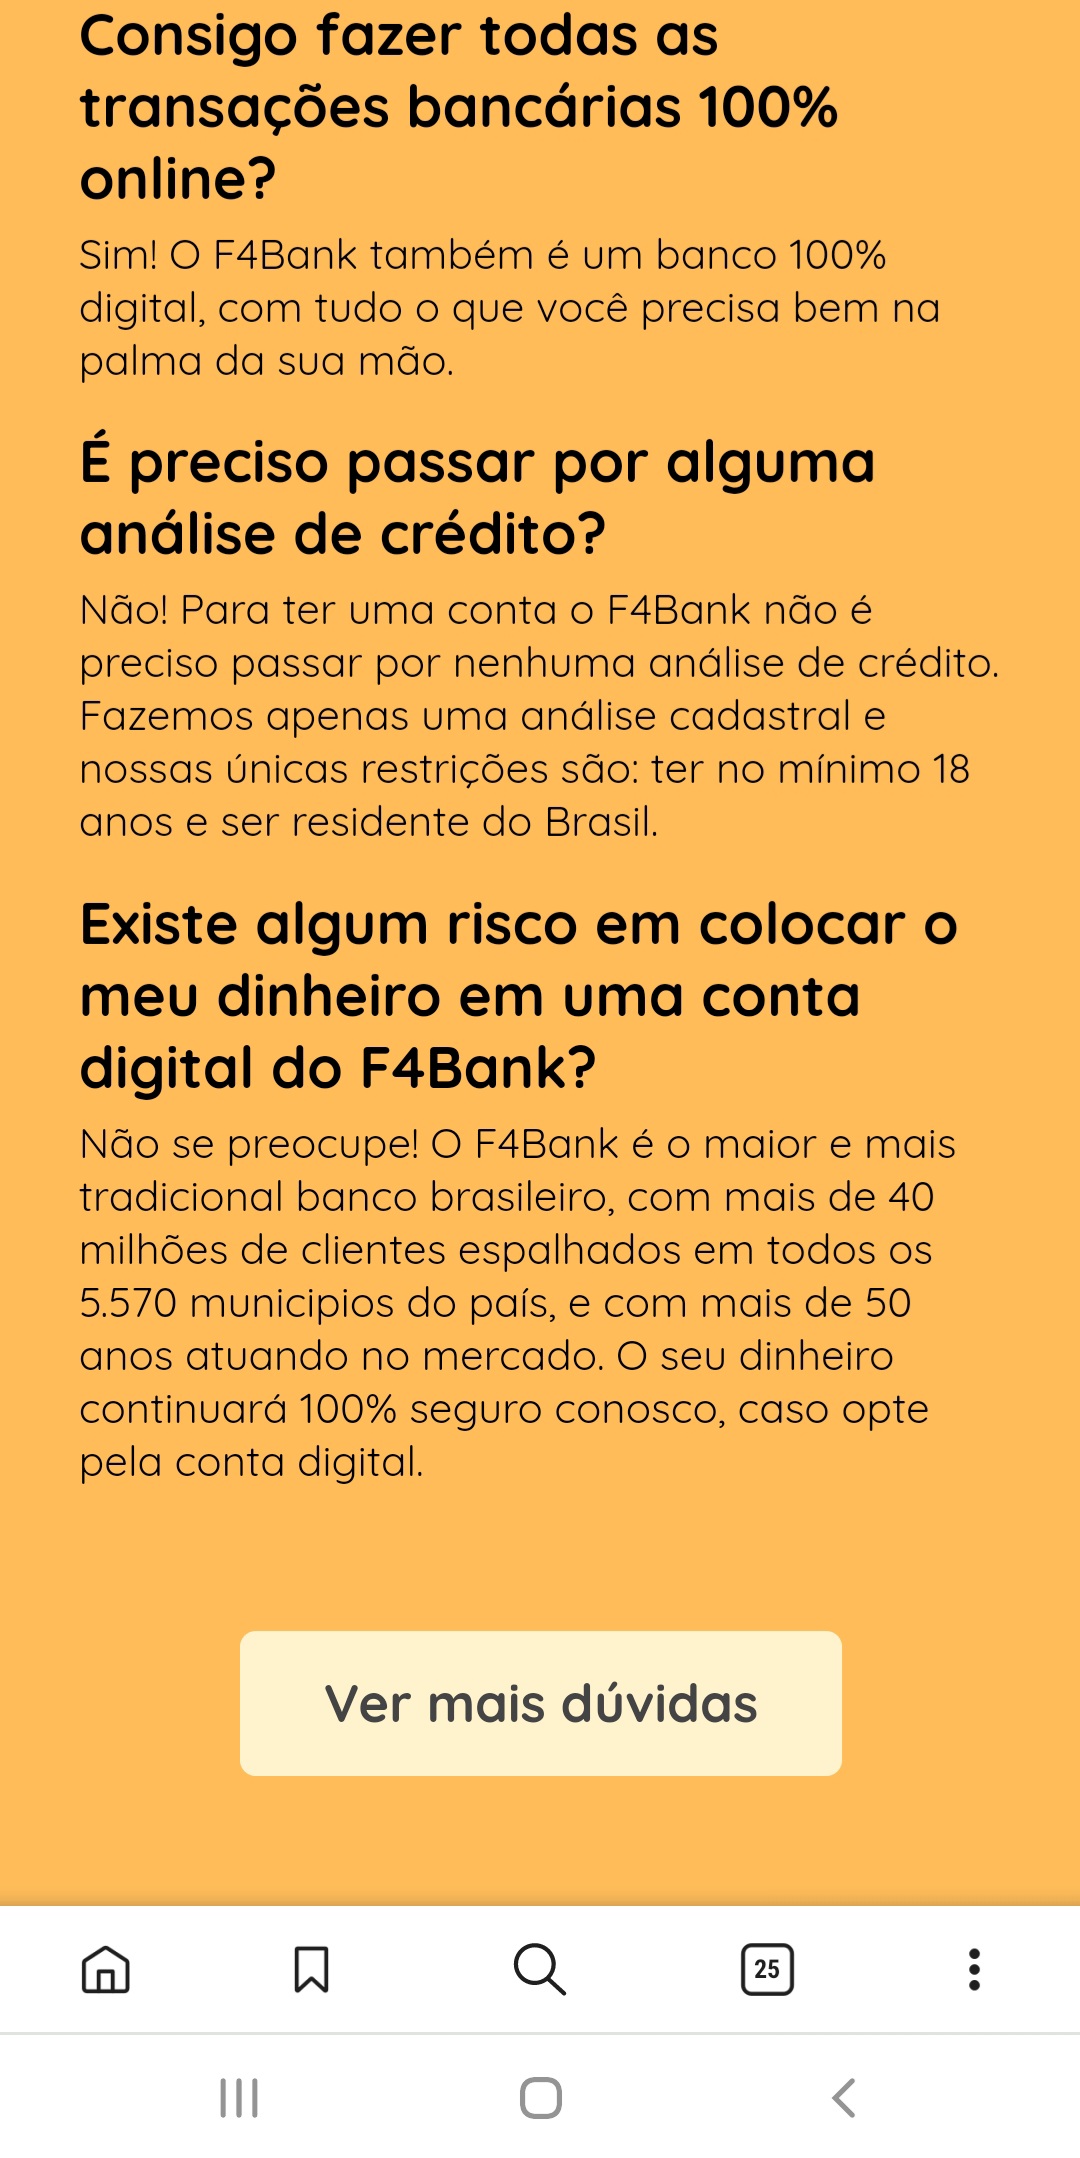 Consigo fazer todas as
transações bancárias 100%
online?
Sim! O F4Bank também é um banco 100%
digital, com tudo o que você precisa bem na
palma da sua mão.
É preciso passar por alguma
análise de crédito?
Não! Para ter uma conta o F4Bank não é
preciso passar por nenhuma análise de crédito.
Fazemos apenas uma análise cadastral e
nossas únicas restrições são: ter no mínimo 18
anos e ser residente do Brasil.
Existe algum risco em colocar o
meu dinheiro em uma conta
digital do F4Bank?
Não se preocupe! O F4Bank é o maior e mais
tradicional banco brasileiro, com mais de 40
milhões de clientes espalhados em todos os
5.570 municipios do país, e com mais de 50
anos atuando no mercado. O seu dinheiro
continuará 100% seguro conosco, caso opte
pela conta digital.
Ver mais dúvidas
25